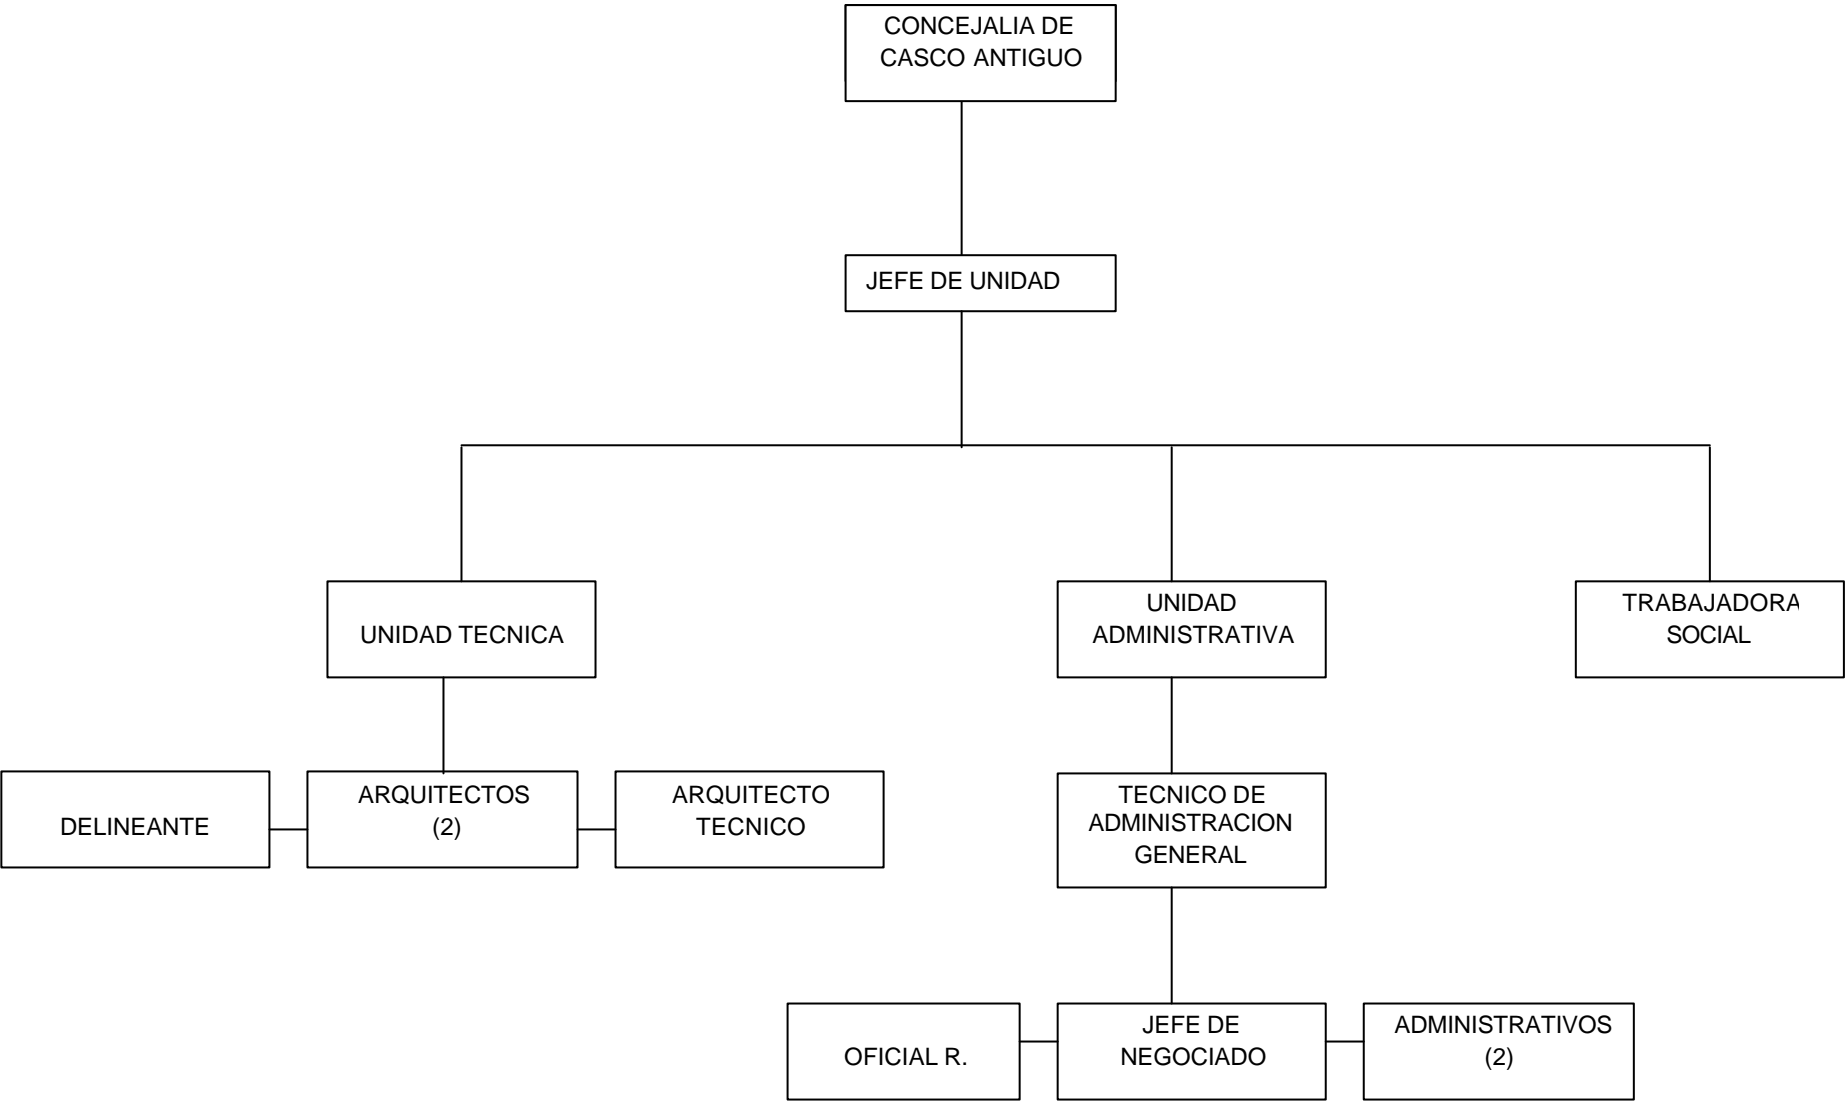 CONCEJALIA DE
CASCO ANTIGUO
JEFE DE UNIDAD
UNIDAD TECNICA
UNIDAD
ADMINISTRATIVA
TRABAJADORA
SOCIAL
DELINEANTE
ARQUITECTOS
(2)
ARQUITECTO
TECNICO
TECNICO DE
ADMINISTRACION
GENERAL
OFICIAL R.
JEFE DE
NEGOCIADO
ADMINISTRATIVOS
(2)